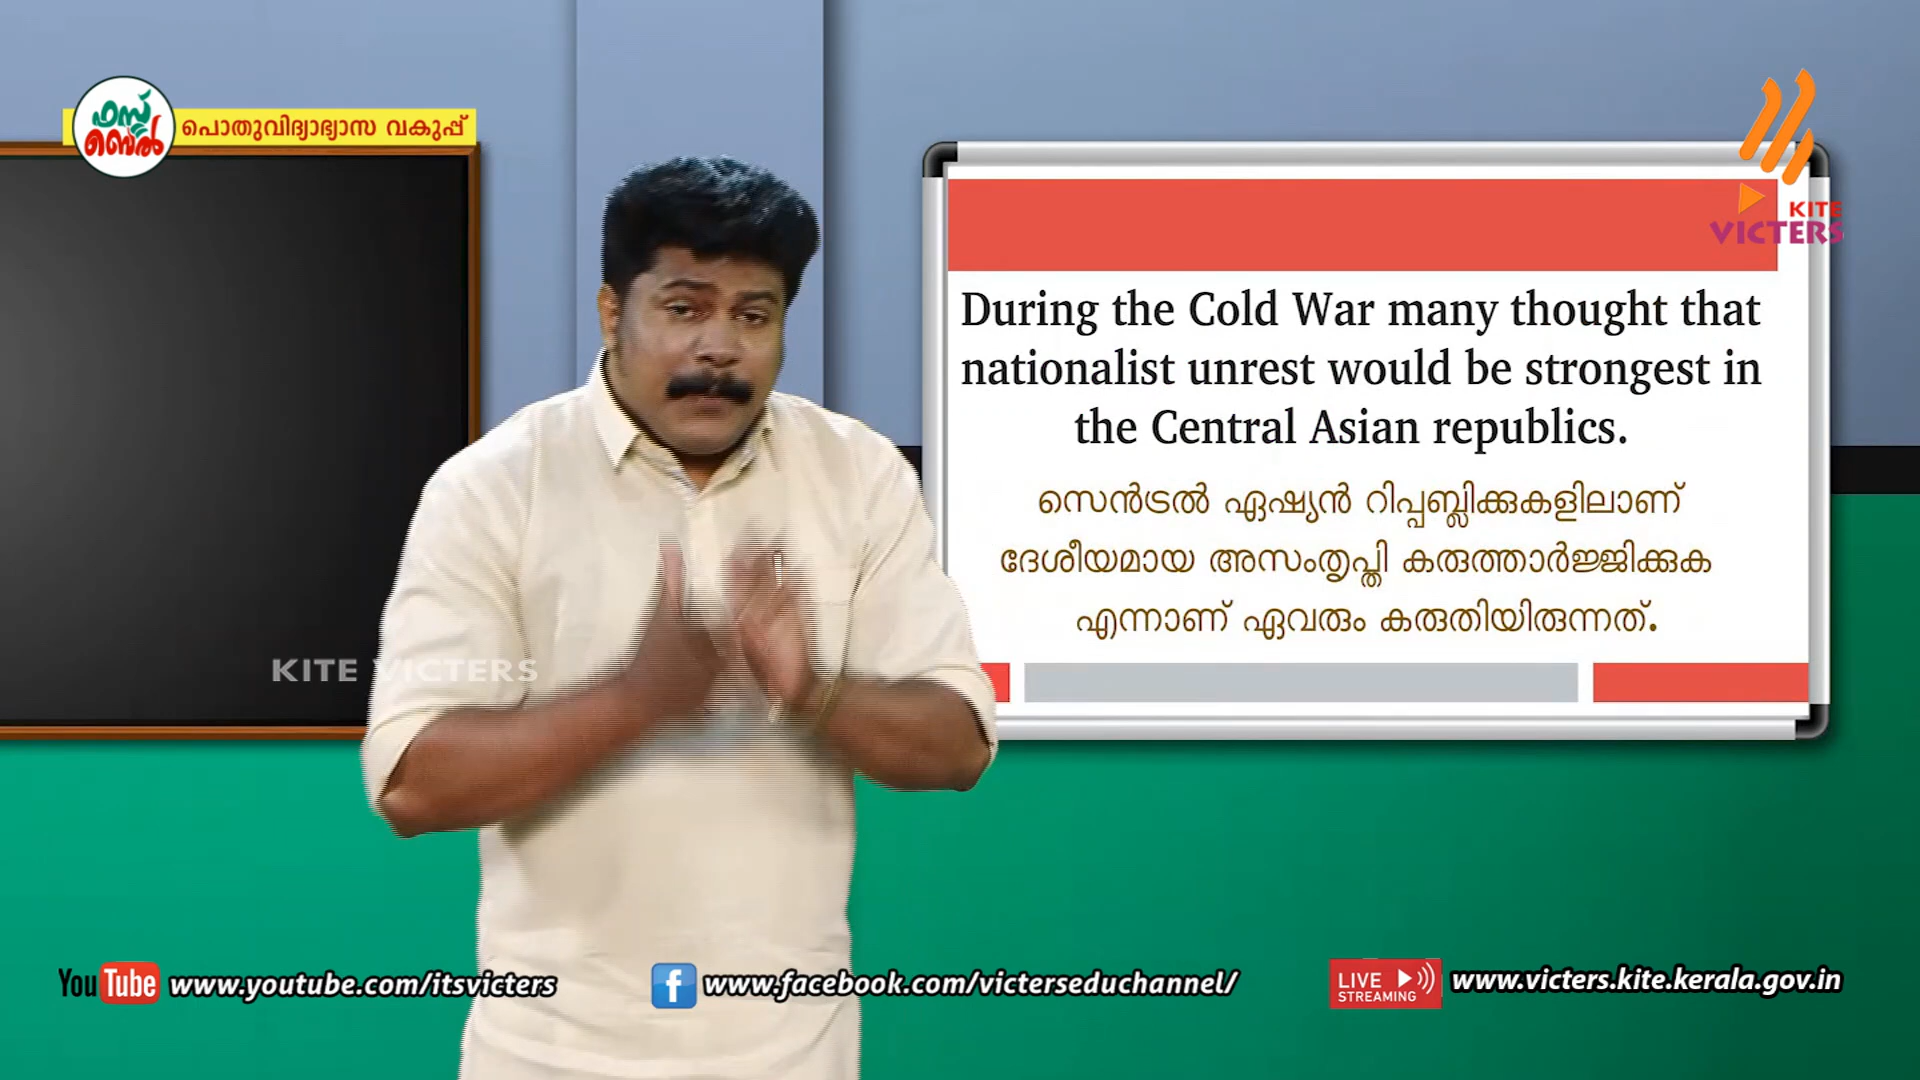 ഫസ്റ്റ്
ബെൽ
പൊതുവിദ്യാഭ്യാസ വകുപ്പ്
KITE
VICTERS
During the Cold War many thought that
nationalist unrest would be strongest in
the Central Asian republics.
സെൻട്രൽ ഏഷ്യൻ റിപ്പബ്ലിക്കുകളിലാണ്
ദേശീയമായ അസംതൃപ്തി കരുത്താർജ്ജിക്കുക
എന്നാണ് ഏവരും കരുതിയിരുന്നത്.
KITE VICTERS
YouTube www.youtube.com/itsvicters
f www.facebook.com/victerseduchannel/
LIVE
STREAMING
www.victers.kite.kerala.gov.in